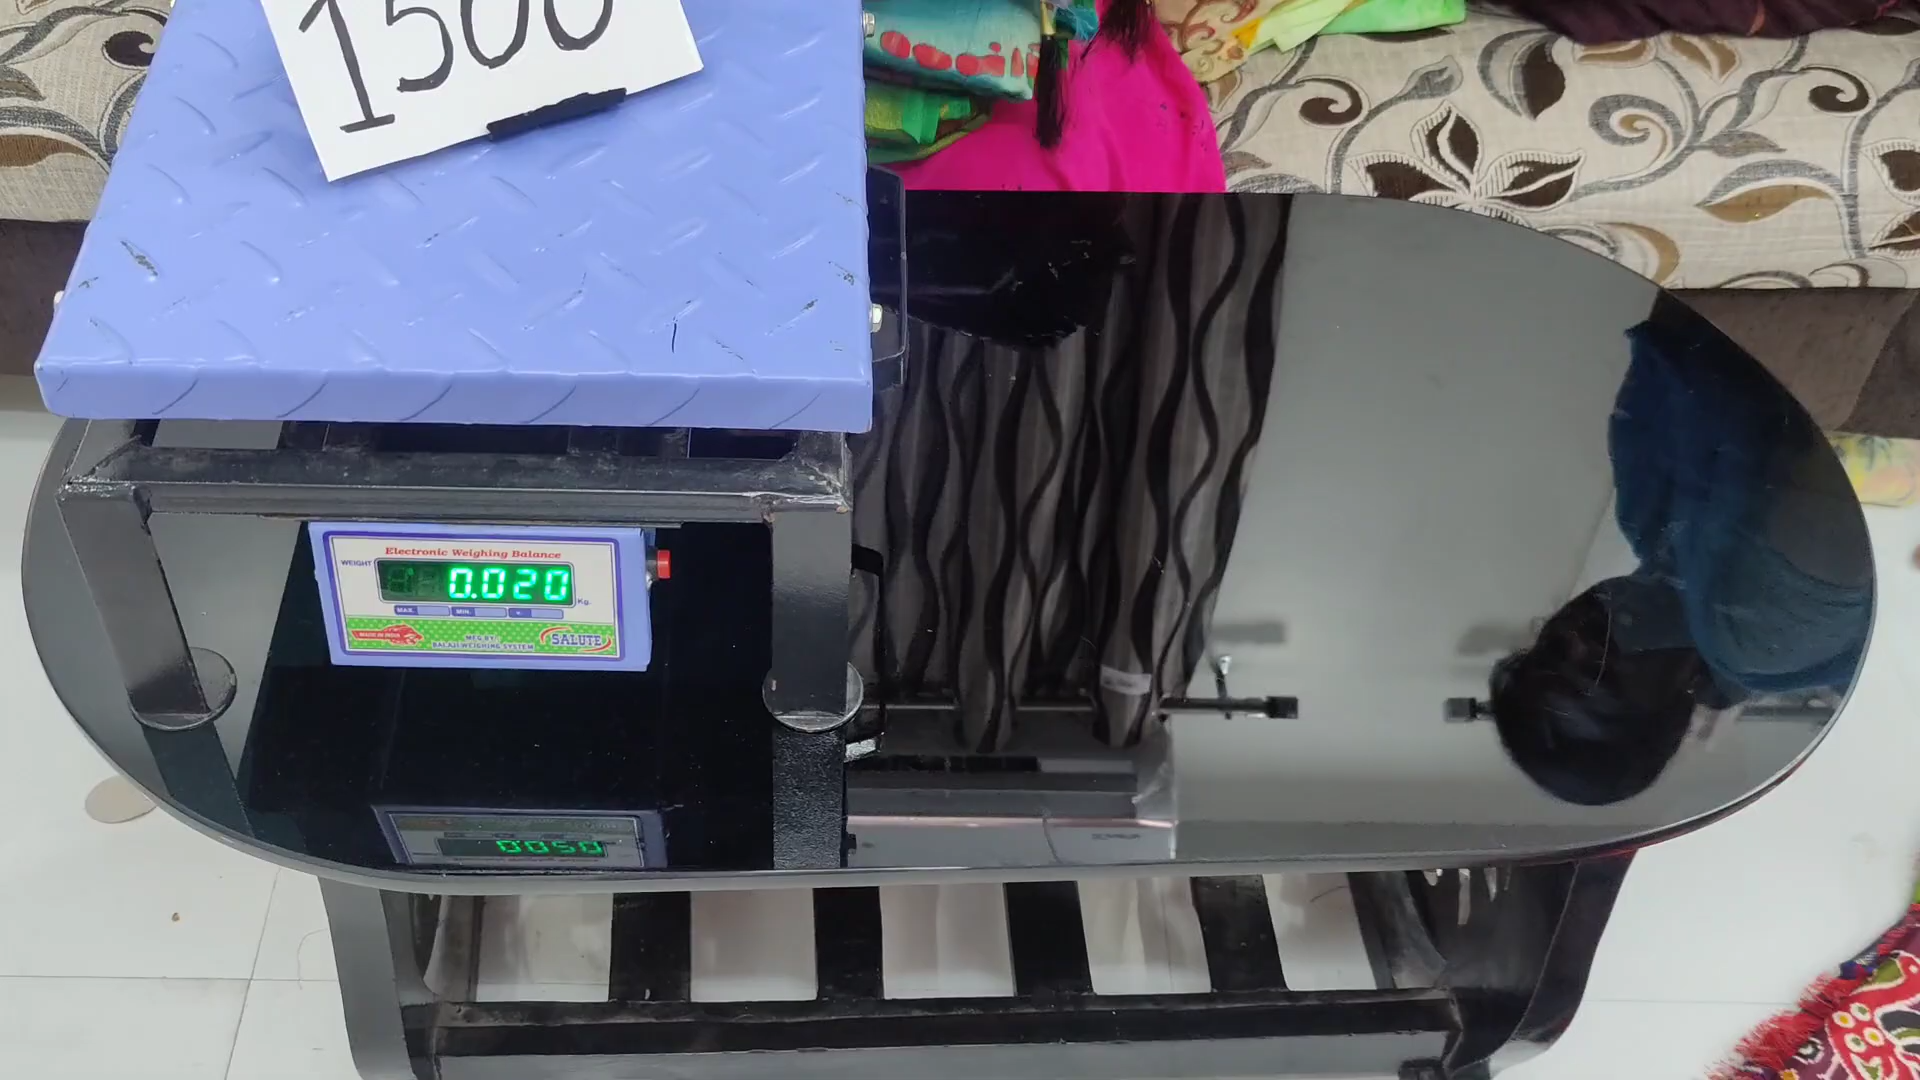 1500
Electronic Weighing Balance
WEIGHT
0.020
Kg.
MAX.
MIN.
MADE IN INDIA
MFG BY:
BALAJI WEIGHING SYSTEM
SALUTE